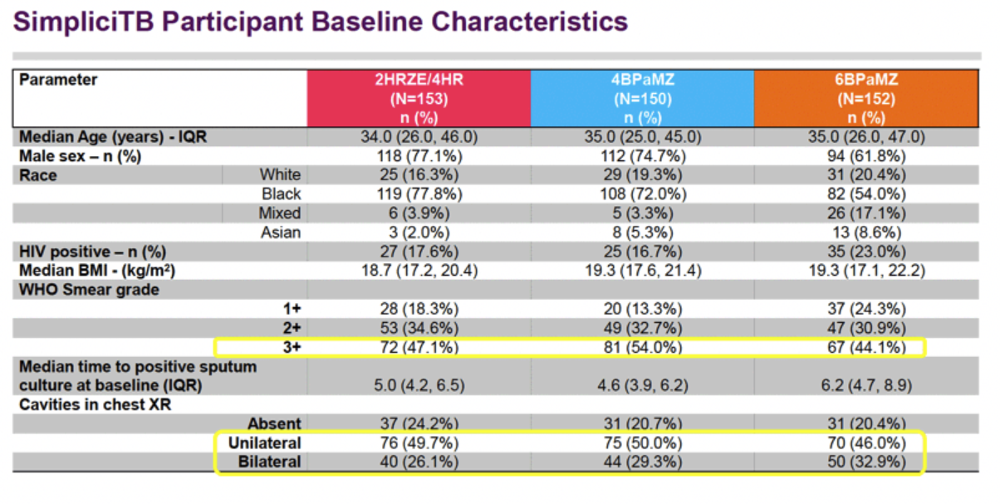 SimpliciTB Participant Baseline Characteristics
Parameter 2HRZE/4HR (N=153) n (%) 4BPaMZ (N=150) n (%) 6BPaMZ (N=152) n (%)
Median Age (years) - IQR 34.0 (26.0, 46.0) 35.0 (25.0, 45.0) 35.0 (26.0, 47.0)
Male sex – n (%) 118 (77.1%) 112 (74.7%) 94 (61.8%)
Race White 25 (16.3%) 29 (19.3%) 31 (20.4%)
Black 119 (77.8%) 108 (72.0%) 82 (54.0%)
Mixed 6 (3.9%) 5 (3.3%) 26 (17.1%)
Asian 3 (2.0%) 8 (5.3%) 13 (8.6%)
HIV positive – n (%) 27 (17.6%) 25 (16.7%) 35 (23.0%)
Median BMI - (kg/m²) 18.7 (17.2, 20.4) 19.3 (17.6, 21.4) 19.3 (17.1, 22.2)
WHO Smear grade
1+ 28 (18.3%) 20 (13.3%) 37 (24.3%)
2+ 53 (34.6%) 49 (32.7%) 47 (30.9%)
3+ 72 (47.1%) 81 (54.0%) 67 (44.1%)
Median time to positive sputum
culture at baseline (IQR) 5.0 (4.2, 6.5) 4.6 (3.9, 6.2) 6.2 (4.7, 8.9)
Cavities in chest XR
Absent 37 (24.2%) 31 (20.7%) 31 (20.4%)
Unilateral 76 (49.7%) 75 (50.0%) 70 (46.0%)
Bilateral 40 (26.1%) 44 (29.3%) 50 (32.9%)